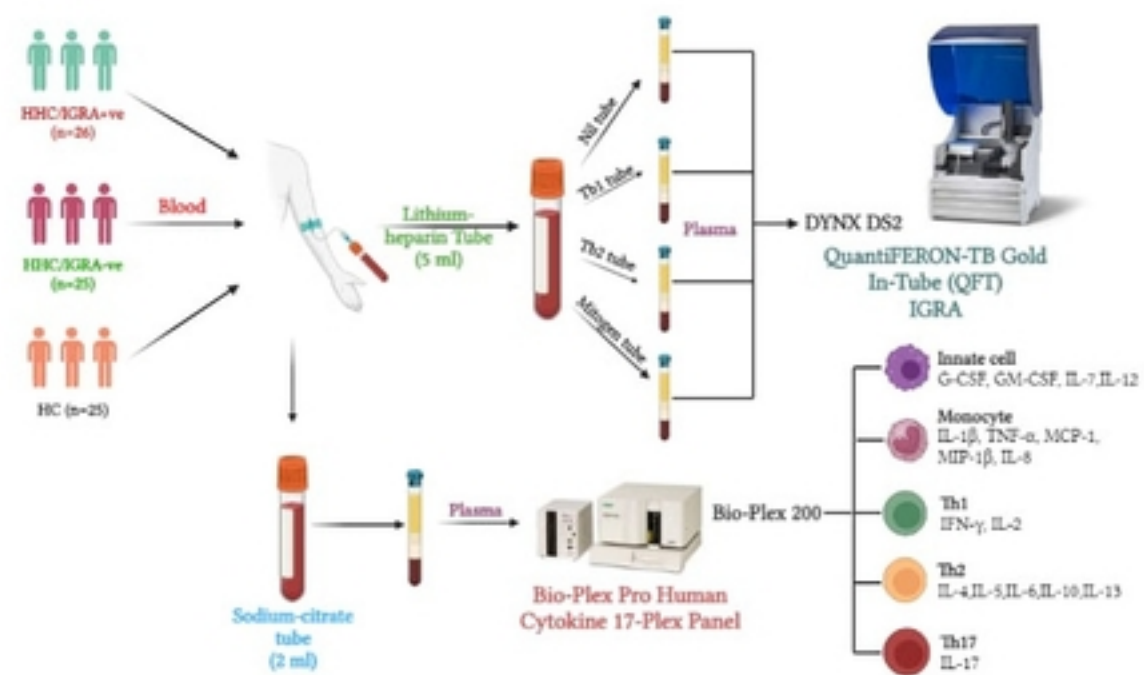 HHC/IGRA+ve
(n=26)
HHC/IGRA-ve
(n=25)
HC (n=25)
Blood
Lithium-
heparin Tube
(5 ml)
Nil tube
Tb1 tube
Tb2 tube
Mitogen tube
Plasma
DYNX DS2
QuantiFERON-TB Gold
In-Tube (QFT)
IGRA
Sodium-citrate
tube
(2 ml)
Plasma
Bio-Plex Pro Human
Cytokine 17-Plex Panel
Bio-Plex 200
Innate cell
G-CSF, GM-CSF, IL-7,IL-12
Monocyte
IL-1β, TNF-α, MCP-1,
MIP-1β, IL-8
Th1
IFN-γ, IL-2
Th2
IL-4,IL-5,IL-6,IL-10,IL-13
Th17
IL-17